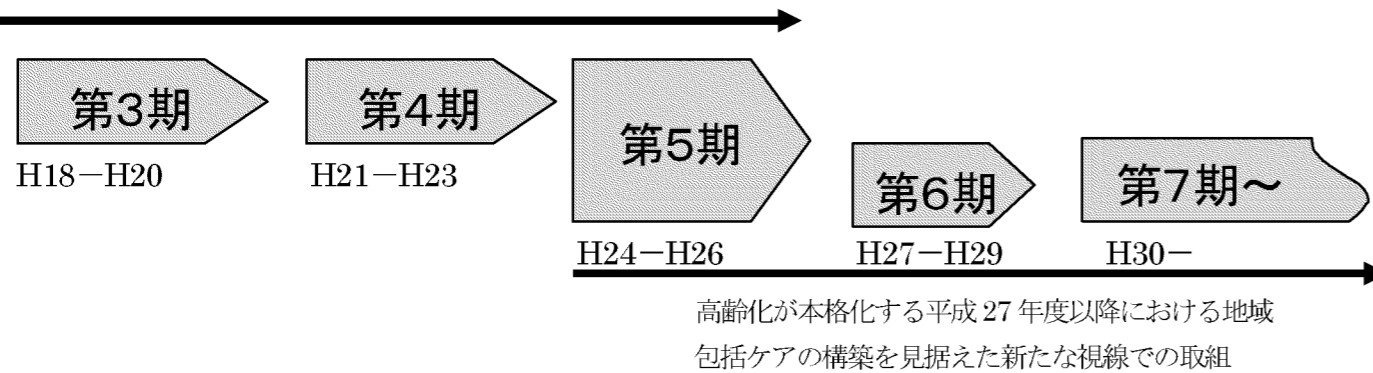 第3期
第4期
第5期
第6期
第7期～
H18－H20
H21－H23
H24－H26
H27－H29
H30－
高齢化が本格化する平成 27 年度以降における地域
包括ケアの構築を見据えた新たな視線での取組